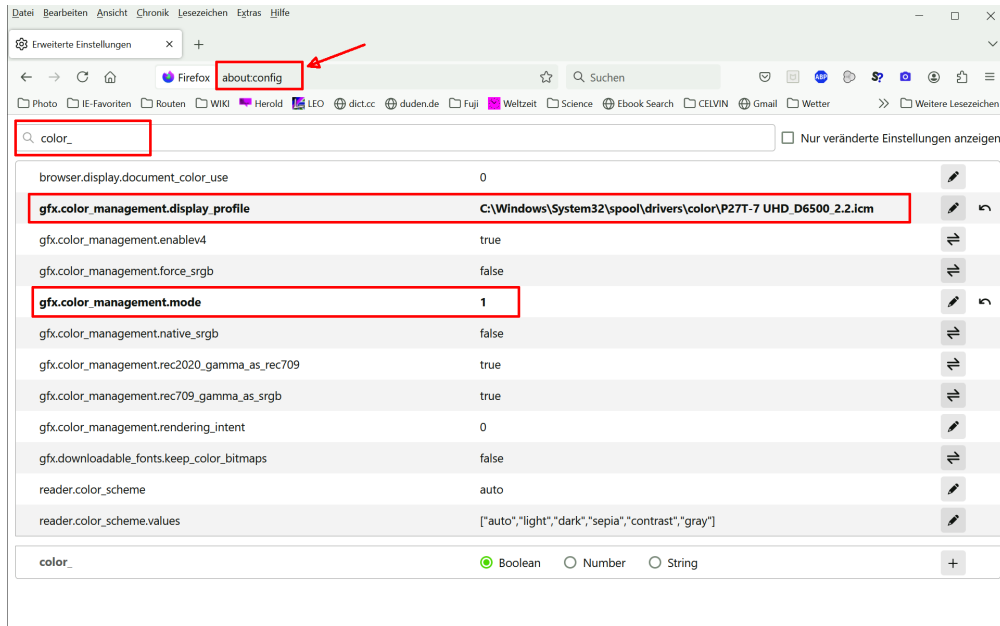 Datei Bearbeiten Ansicht Chronik Lesezeichen Extras Hilfe
Erweiterte Einstellungen
Firefox about:config Suchen ABP S?
Photo IE-Favoriten Routen WIKI Herold LEO dict.cc duden.de Fuji Weltzeit Science Ebook Search CELVIN Gmail Wetter Weitere Lesezeichen
color_ Nur veränderte Einstellungen anzeigen
browser.display.document_color_use 0
gfx.color_management.display_profile C:\Windows\System32\spool\drivers\color\P27T-7 UHD_D6500_2.2.icm
gfx.color_management.enablev4 true
gfx.color_management.force_srgb false
gfx.color_management.mode 1
gfx.color_management.native_srgb false
gfx.color_management.rec2020_gamma_as_rec709 true
gfx.color_management.rec709_gamma_as_srgb true
gfx.color_management.rendering_intent 0
gfx.downloadable_fonts.keep_color_bitmaps false
reader.color_scheme auto
reader.color_scheme.values ["auto","light","dark","sepia","contrast","gray"]
color_ Boolean Number String